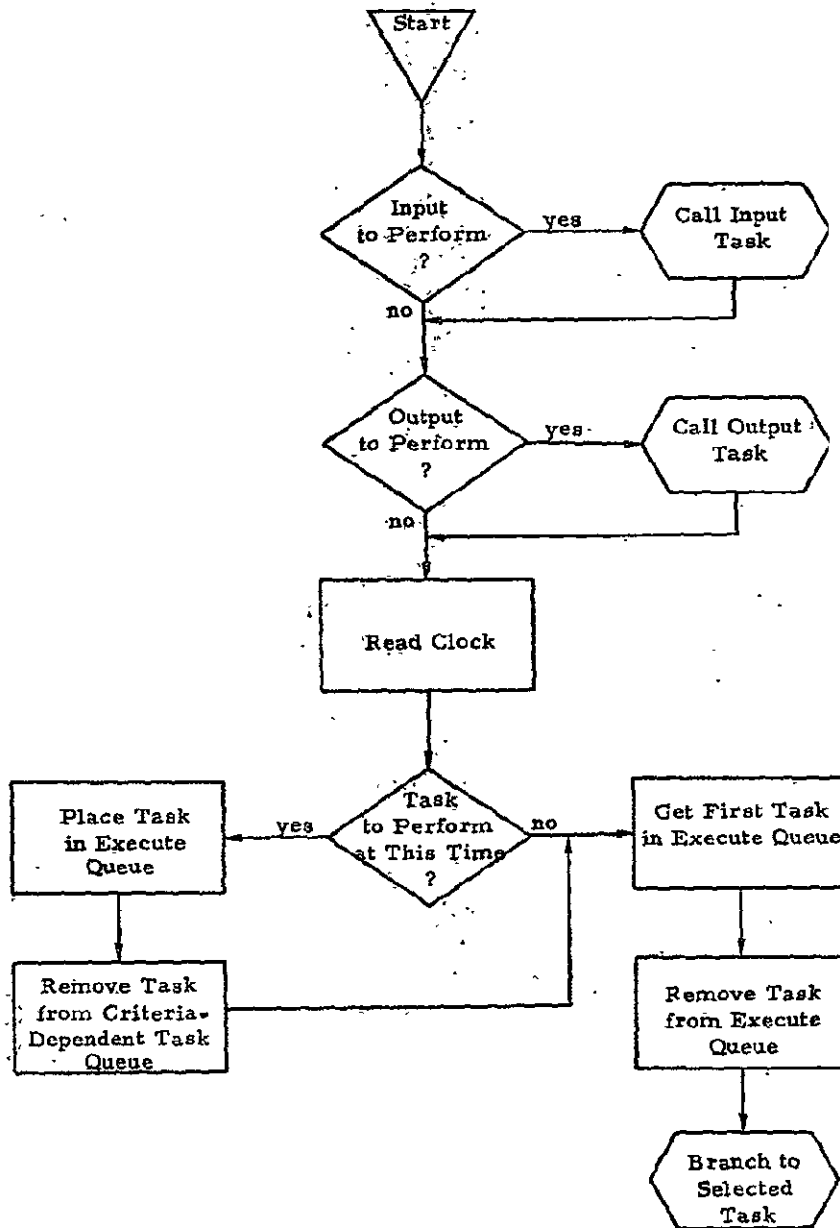 Start
Input
to Perform
?
yes
Call Input
Task
no
Output
to Perform
?
yes
Call Output
Task
no
Read Clock
Task
to Perform
at This Time
?
yes
no
Place Task
in Execute
Queue
Get First Task
in Execute Queue
Remove Task
from Criteria-
Dependent Task
Queue
Remove Task
from Execute
Queue
Branch to
Selected
Task